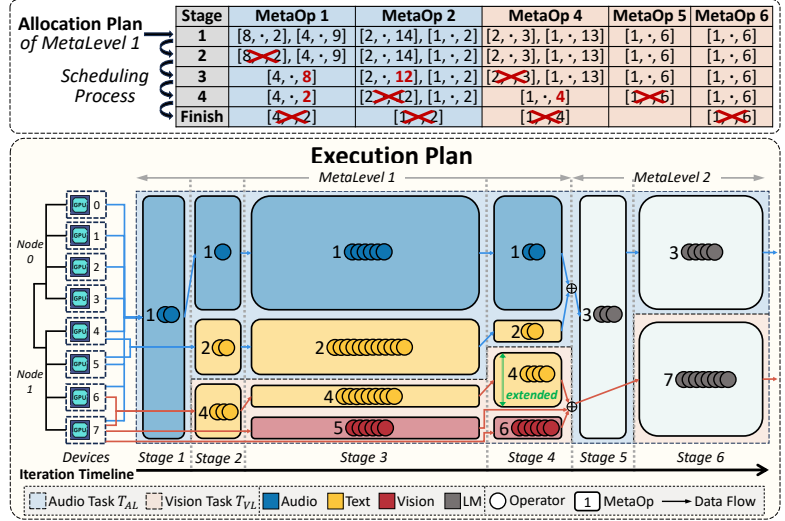 Allocation Plan
of MetaLevel 1
Scheduling
Process
Stage MetaOp 1 MetaOp 2 MetaOp 4 MetaOp 5 MetaOp 6
1 [8, ·, 2], [4, ·, 9] [2, ·, 14], [1, ·, 2] [2, ·, 3], [1, ·, 13] [1, ·, 6] [1, ·, 6]
2 [8, ·, 2], [4, ·, 9] [2, ·, 14], [1, ·, 2] [2, ·, 3], [1, ·, 13] [1, ·, 6] [1, ·, 6]
3 [4, ·, 8] [2, ·, 12], [1, ·, 2] [2, ·, 3], [1, ·, 13] [1, ·, 6] [1, ·, 6]
4 [4, ·, 2] [2, ·, 12], [1, ·, 2] [1, ·, 4] [1, ·, 6] [1, ·, 6]
Finish [4, ·, 2] [1, ·, 2] [1, ·, 4] [1, ·, 6]
Execution Plan
MetaLevel 1 MetaLevel 2
Node
0
Node
1
GPU 0
GPU 1
GPU 2
GPU 3
GPU 4
GPU 5
GPU 6
GPU 7
1 1 1 1 3 3
2 2 2
4 4 4 7
extended
5 6
Devices Stage 1 Stage 2 Stage 3 Stage 4 Stage 5 Stage 6
Iteration Timeline
Audio Task T_AL Vision Task T_VL Audio Text Vision LM Operator 1 MetaOp Data Flow